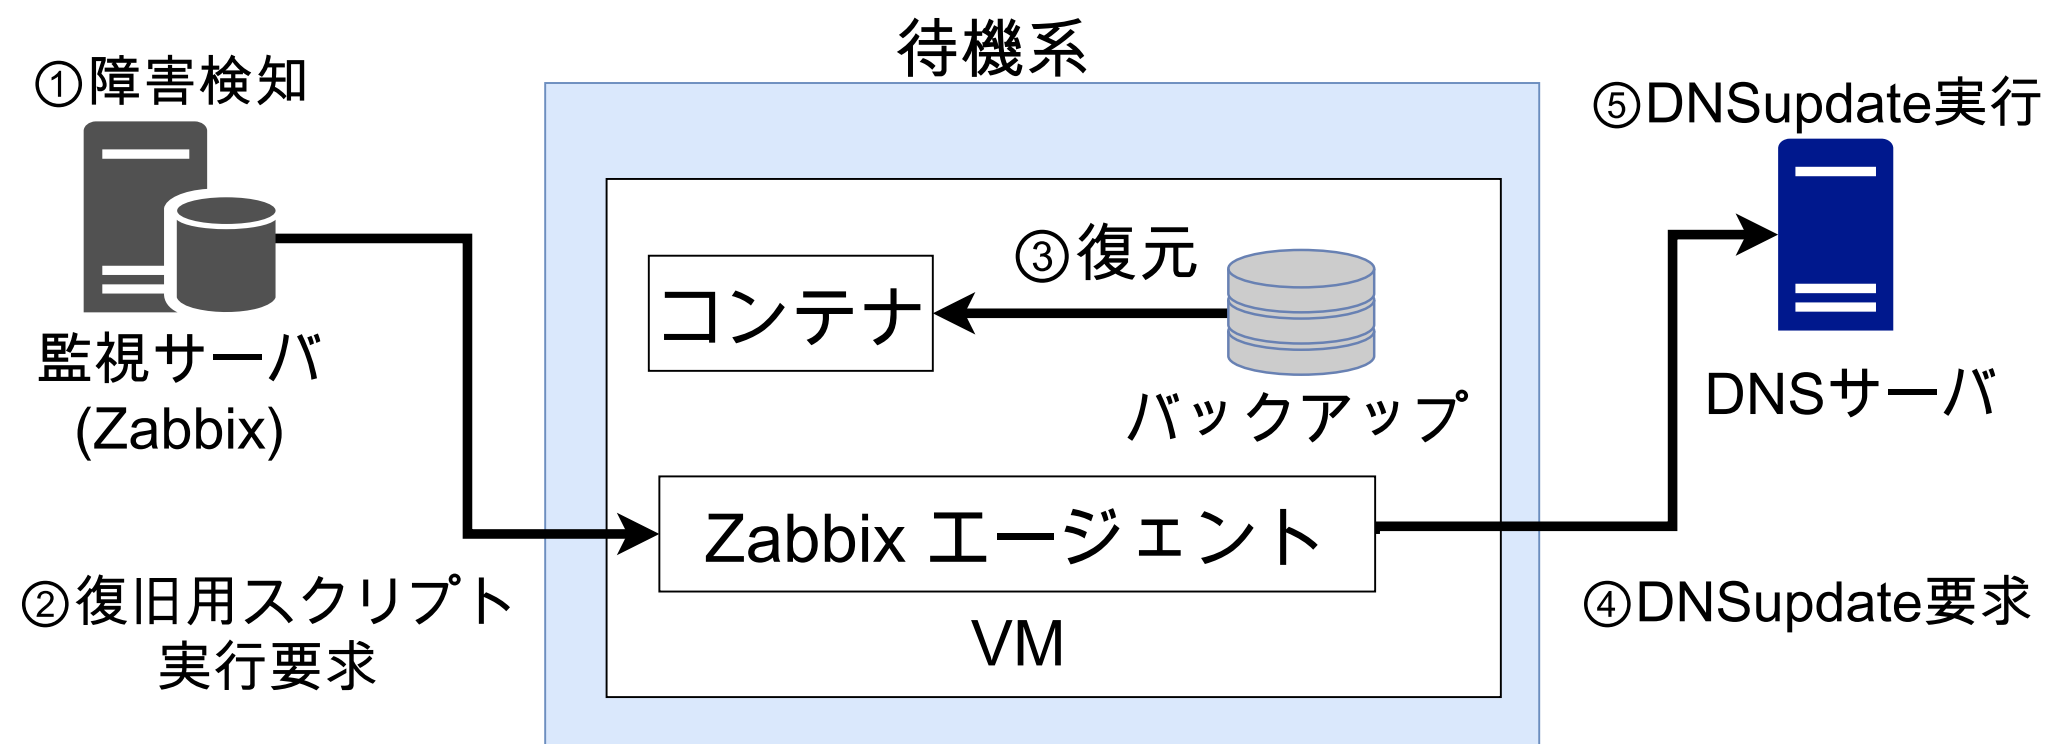 待機系
①障害検知
監視サーバ
(Zabbix)
②復旧用スクリプト
実行要求
③復元
コンテナ
バックアップ
Zabbix エージェント
VM
④DNSupdate要求
⑤DNSupdate実行
DNSサーバ